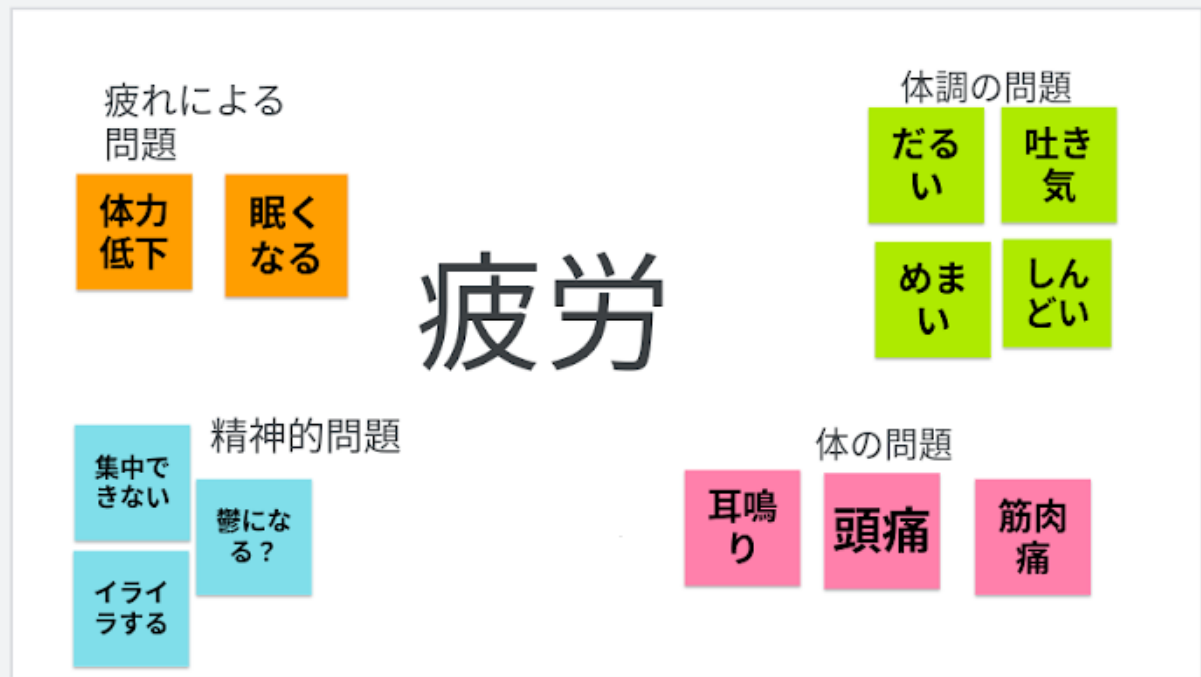 疲れによる
問題
体力
低下
眠く
なる
疲労
体調の問題
だる
い
吐き
気
めま
い
しん
どい
精神的問題
集中で
きない
鬱にな
る？
イライ
ラする
体の問題
耳鳴
り
頭痛
筋肉
痛